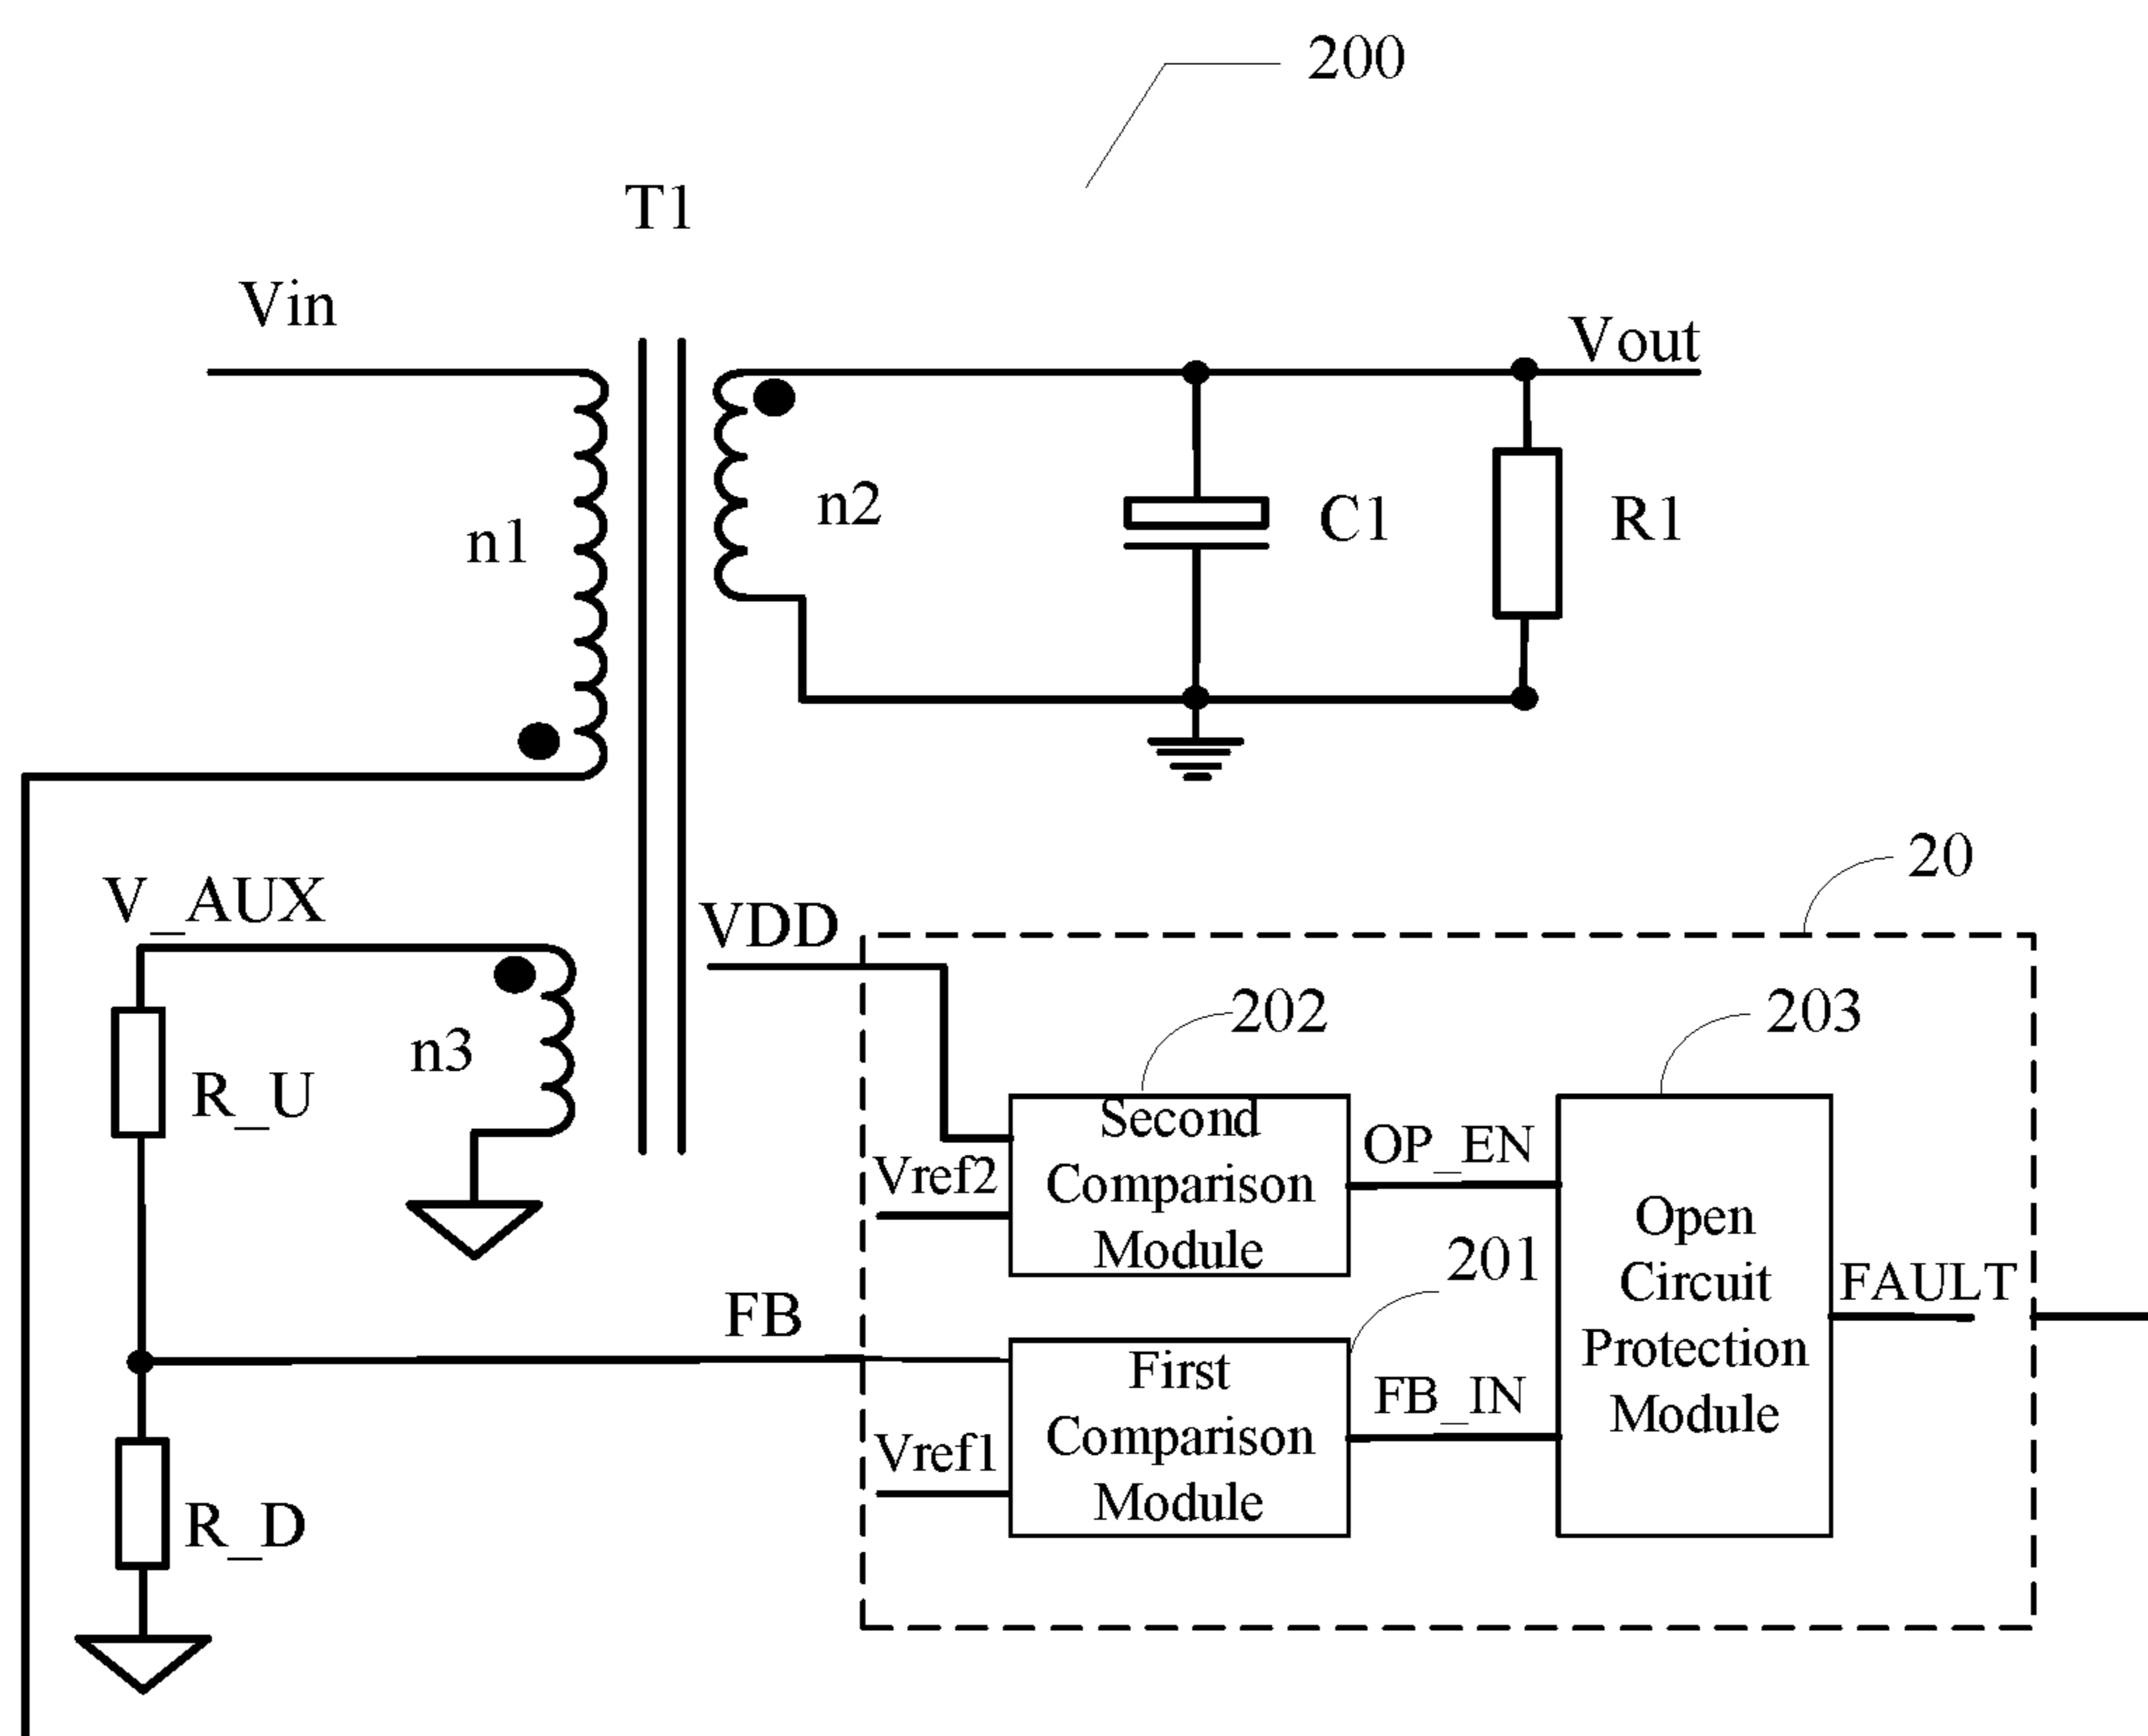 200
T1
Vin
Vout
n1
n2
C1
R1
20
V_AUX
VDD
202
203
n3
R_U
Second
Comparison
Module
Vref2
OP_EN
201
Open
Circuit
Protection
Module
FAULT
FB
First
Comparison
Module
FB_IN
Vref1
R_D